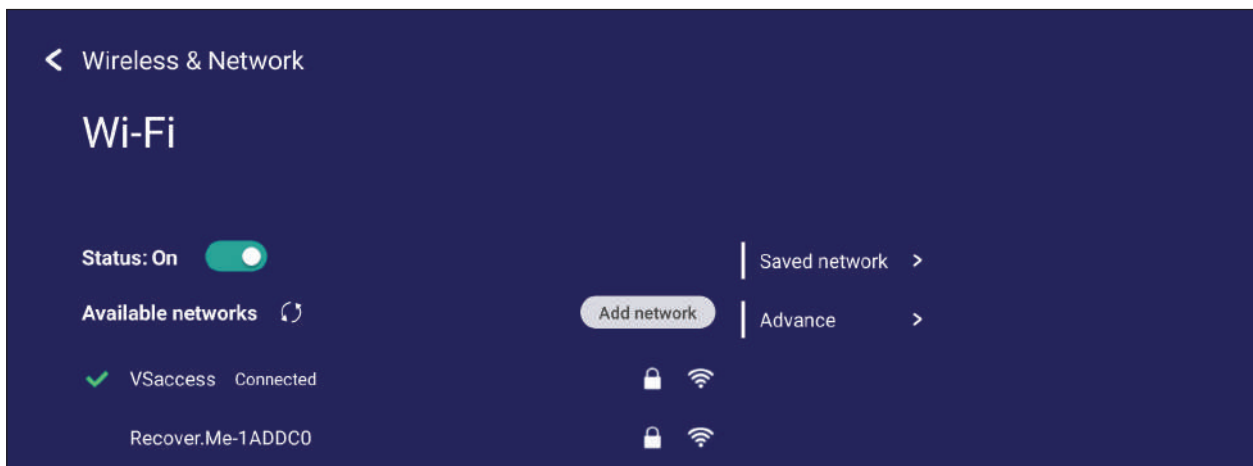 Wireless & Network
Wi-Fi
Status: On
Saved network
Available networks
Add network
Advance
VSaccess Connected
Recover.Me-1ADDC0